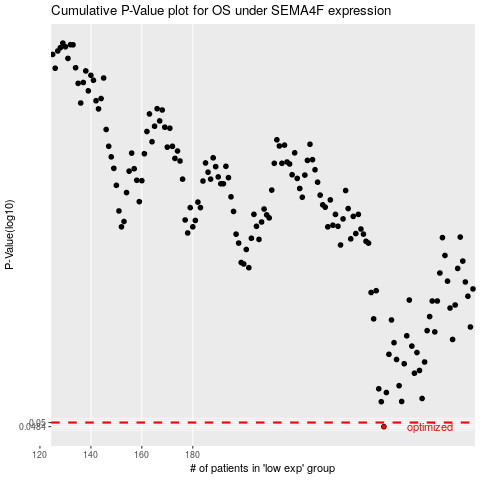 Cumulative P-Value plot for OS under SEMA4F expression
P-Value(log10)
0.05
0.0484
optimized
120 140 160 180
# of patients in 'low exp' group